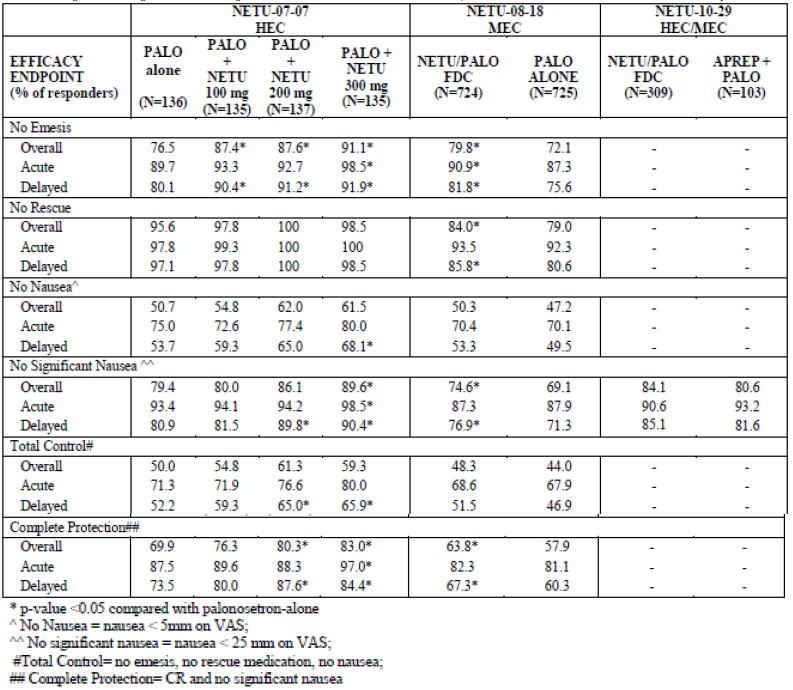 NETU-07-07 NETU-08-18 NETU-10-29
HEC MEC HEC/MEC
EFFICACY ENDPOINT (% of responders) PALO alone (N=136) PALO + NETU 100 mg (N=135) PALO + NETU 200 mg (N=137) PALO + NETU 300 mg (N=135) NETU/PALO FDC (N=724) PALO ALONE (N=725) NETU/PALO FDC (N=309) APREP + PALO (N=103)
No Emesis
Overall 76.5 87.4* 87.6* 91.1* 79.8* 72.1 - -
Acute 89.7 93.3 92.7 98.5* 90.9* 87.3 - -
Delayed 80.1 90.4* 91.2* 91.9* 81.8* 75.6 - -
No Rescue
Overall 95.6 97.8 100 98.5 84.0* 79.0 - -
Acute 97.8 99.3 100 100 93.5 92.3 - -
Delayed 97.1 97.8 100 98.5 85.8* 80.6 - -
No Nausea^
Overall 50.7 54.8 62.0 61.5 50.3 47.2 - -
Acute 75.0 72.6 77.4 80.0 70.4 70.1 - -
Delayed 53.7 59.3 65.0 68.1* 53.3 49.5 - -
No Significant Nausea ^^
Overall 79.4 80.0 86.1 89.6* 74.6* 69.1 84.1 80.6
Acute 93.4 94.1 94.2 98.5* 87.3 87.9 90.6 93.2
Delayed 80.9 81.5 89.8* 90.4* 76.9* 71.3 85.1 81.6
Total Control#
Overall 50.0 54.8 61.3 59.3 48.3 44.0 - -
Acute 71.3 71.9 76.6 80.0 68.6 67.9 - -
Delayed 52.2 59.3 65.0* 65.9* 51.5 46.9 - -
Complete Protection##
Overall 69.9 76.3 80.3* 83.0* 63.8* 57.9 - -
Acute 87.5 89.6 88.3 97.0* 82.3 81.1 - -
Delayed 73.5 80.0 87.6* 84.4* 67.3* 60.3 - -
* p-value <0.05 compared with palonosetron-alone
^ No Nausea = nausea < 5mm on VAS;
^^ No significant nausea = nausea < 25 mm on VAS;
#Total Control= no emesis, no rescue medication, no nausea;
## Complete Protection= CR and no significant nausea